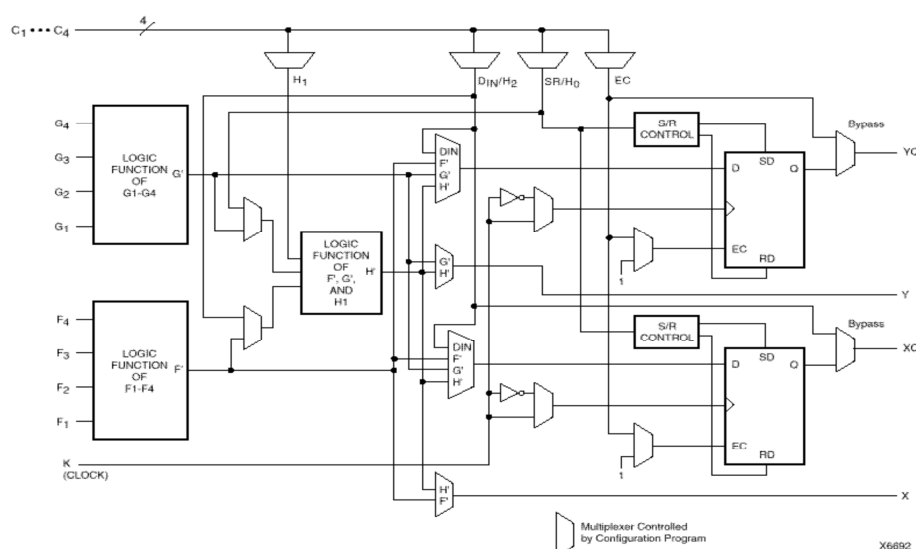 C1 ••• C4
4
H1
DIN/H2
SR/H0
EC
G4
G3
G2
G1
LOGIC
FUNCTION
OF
G1-G4
G'
DIN
F'
G'
H'
S/R
CONTROL
D
SD
Q
EC
RD
1
Bypass
YQ
LOGIC
FUNCTION
OF
F', G',
AND
H1
H'
G'
H'
Y
F4
F3
F2
F1
LOGIC
FUNCTION
OF
F1-F4
F'
DIN
F'
G'
H'
S/R
CONTROL
D
SD
Q
EC
RD
1
Bypass
XQ
K
(CLOCK)
H'
F'
X
Multiplexer Controlled
by Configuration Program
X6692